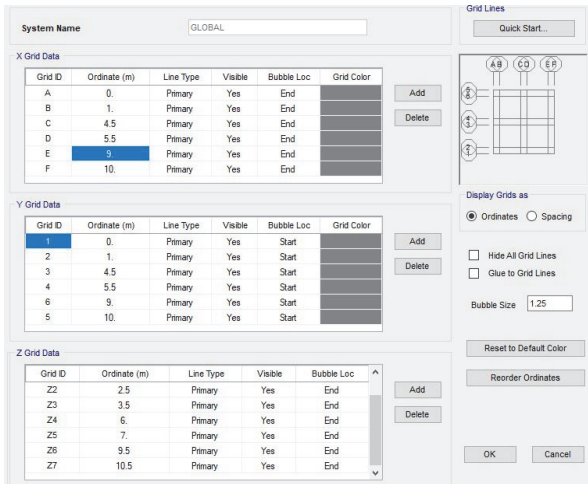 Grid Lines
System Name GLOBAL Quick Start...
X Grid Data
Grid ID Ordinate (m) Line Type Visible Bubble Loc Grid Color
A 0. Primary Yes End
B 1. Primary Yes End
C 4.5 Primary Yes End
D 5.5 Primary Yes End
E 9. Primary Yes End
F 10. Primary Yes End
Add
Delete
A B C D E F
5
6
4
3
2
1
Y Grid Data
Grid ID Ordinate (m) Line Type Visible Bubble Loc Grid Color
1 0. Primary Yes Start
2 1. Primary Yes Start
3 4.5 Primary Yes Start
4 5.5 Primary Yes Start
6 9. Primary Yes Start
5 10. Primary Yes Start
Add
Delete
Display Grids as
Ordinates Spacing
Hide All Grid Lines
Glue to Grid Lines
Bubble Size 1.25
Z Grid Data
Grid ID Ordinate (m) Line Type Visible Bubble Loc
Z2 2.5 Primary Yes End
Z3 3.5 Primary Yes End
Z4 6. Primary Yes End
Z5 7. Primary Yes End
Z6 9.5 Primary Yes End
Z7 10.5 Primary Yes End
Add
Delete
Reset to Default Color
Reorder Ordinates
OK Cancel